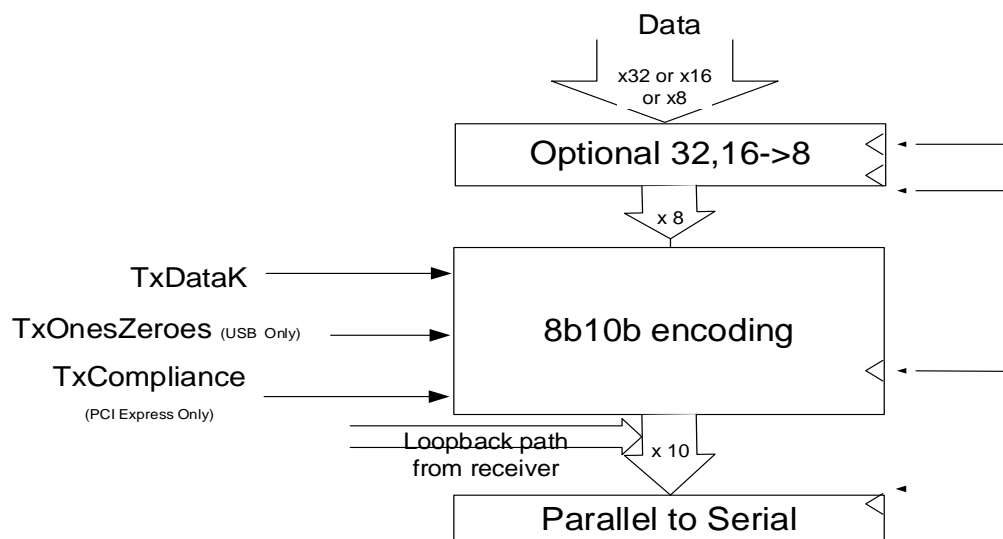 Data
x32 or x16
or x8
Optional 32,16->8
x 8
TxDataK
TxOnesZeroes (USB Only)
8b10b encoding
TxCompliance
(PCI Express Only)
Loopback path
from receiver
x 10
Parallel to Serial